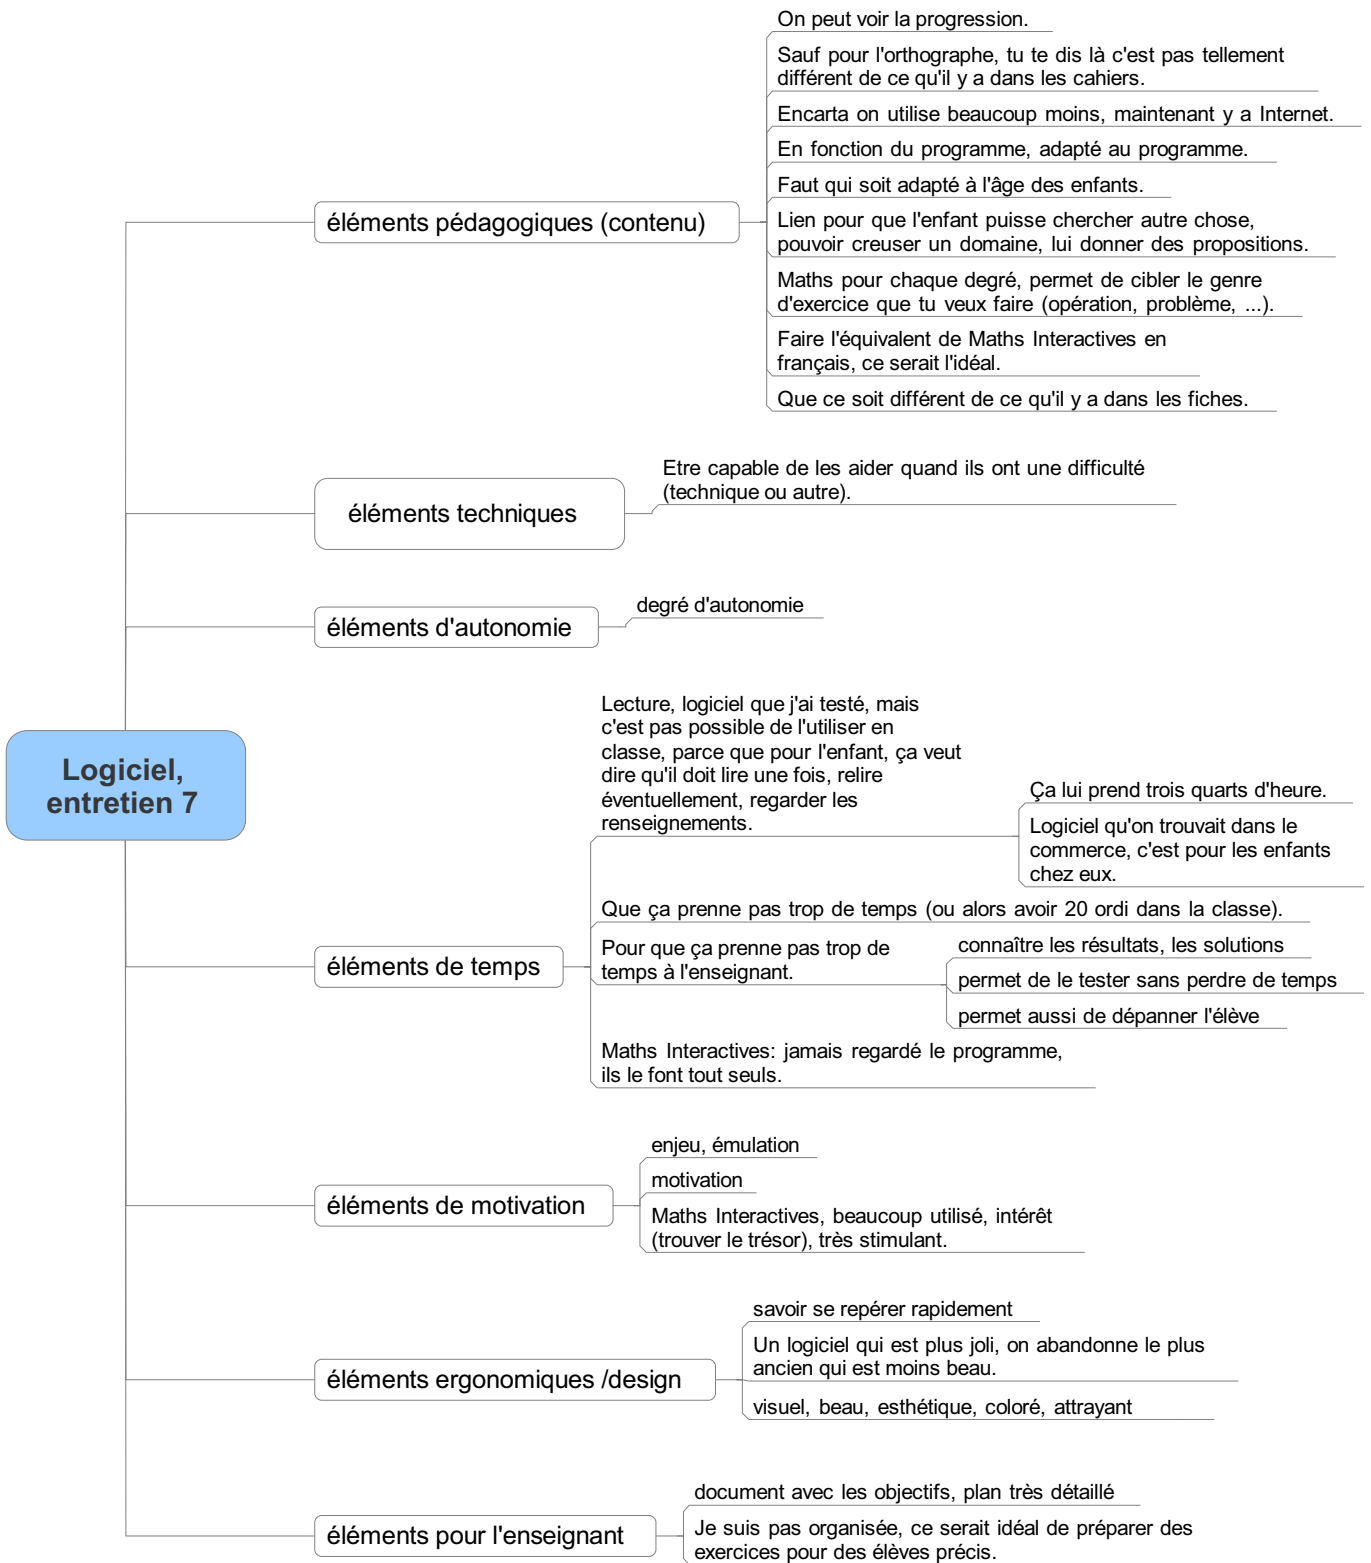 On peut voir la progression.
Sauf pour l'orthographe, tu te dis là c'est pas tellement
différent de ce qu'il y a dans les cahiers.
Encarta on utilise beaucoup moins, maintenant y a Internet.
En fonction du programme, adapté au programme.
Faut qui soit adapté à l'âge des enfants.
éléments pédagogiques (contenu)
Lien pour que l'enfant puisse chercher autre chose,
pouvoir creuser un domaine, lui donner des propositions.
Maths pour chaque degré, permet de cibler le genre
d'exercice que tu veux faire (opération, problème, ...).
Faire l'équivalent de Maths Interactives en
français, ce serait l'idéal.
Que ce soit différent de ce qu'il y a dans les fiches.
Etre capable de les aider quand ils ont une difficulté
(technique ou autre).
éléments techniques
degré d'autonomie
éléments d'autonomie
Logiciel,
entretien 7
Lecture, logiciel que j'ai testé, mais
c'est pas possible de l'utiliser en
classe, parce que pour l'enfant, ça veut
dire qu'il doit lire une fois, relire
éventuellement, regarder les
renseignements.
Ça lui prend trois quarts d'heure.
Logiciel qu'on trouvait dans le
commerce, c'est pour les enfants
chez eux.
Que ça prenne pas trop de temps (ou alors avoir 20 ordi dans la classe).
éléments de temps
Pour que ça prenne pas trop de
temps à l'enseignant.
connaître les résultats, les solutions
permet de le tester sans perdre de temps
permet aussi de dépanner l'élève
Maths Interactives: jamais regardé le programme,
ils le font tout seuls.
enjeu, émulation
motivation
éléments de motivation
Maths Interactives, beaucoup utilisé, intérêt
(trouver le trésor), très stimulant.
savoir se repérer rapidement
Un logiciel qui est plus joli, on abandonne le plus
ancien qui est moins beau.
éléments ergonomiques /design
visuel, beau, esthétique, coloré, attrayant
document avec les objectifs, plan très détaillé
éléments pour l'enseignant
Je suis pas organisée, ce serait idéal de préparer des
exercices pour des élèves précis.